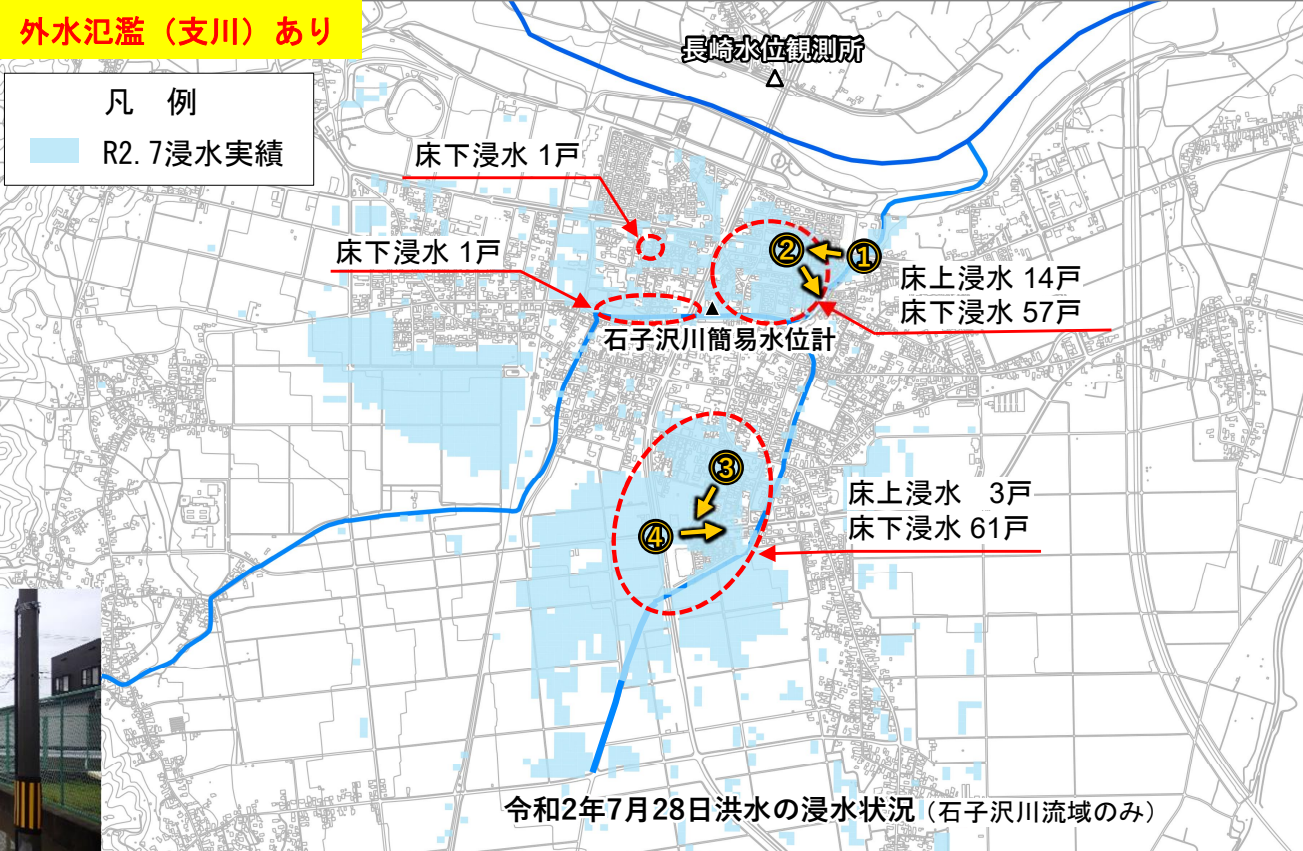 外水氾濫（支川）あり
凡　例
R2.7浸水実績
長崎水位観測所
床下浸水 1戸
床下浸水 1戸
②
①
床上浸水 14戸
床下浸水 57戸
石子沢川簡易水位計
③
④
床上浸水　3戸
床下浸水 61戸
令和2年7月28日洪水の浸水状況（石子沢川流域のみ）